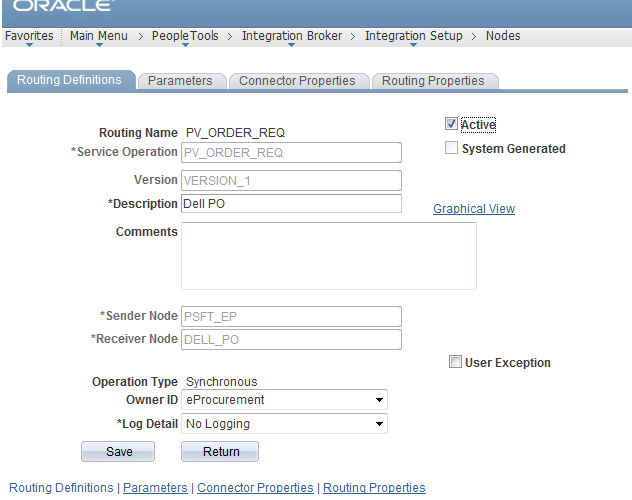 ORACLE
Favorites Main Menu > PeopleTools > Integration Broker > Integration Setup > Nodes
Routing Definitions Parameters Connector Properties Routing Properties
Active
Routing Name PV_ORDER_REQ
*Service Operation PV_ORDER_REQ
System Generated
Version VERSION_1
*Description Dell PO
Graphical View
Comments
*Sender Node PSFT_EP
*Receiver Node DELL_PO
User Exception
Operation Type Synchronous
Owner ID eProcurement
*Log Detail No Logging
Save Return
Routing Definitions | Parameters | Connector Properties | Routing Properties